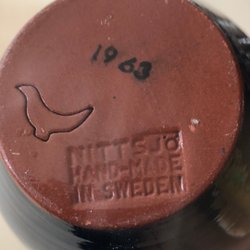 1963
NITTSJÖ
HAND-MADE
IN-SWEDEN